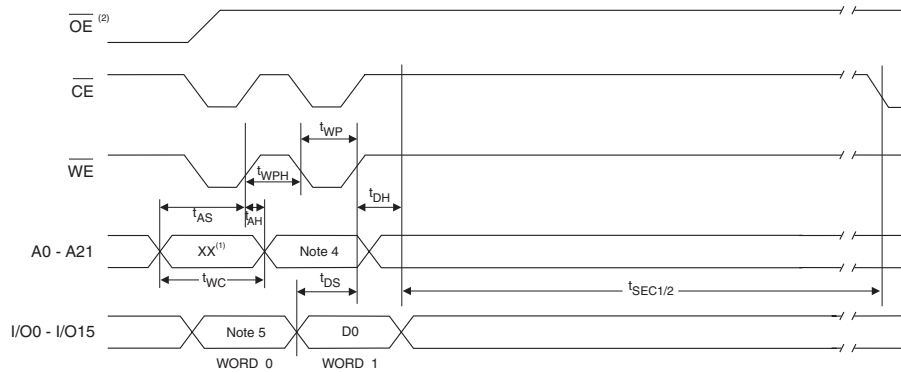 OE (2)
CE
tWP
WE
tWPH
tDH
tAS
tAH
A0 - A21
XX(1)
Note 4
tWC
tDS
tSEC1/2
I/O0 - I/O15
Note 5
D0
WORD 0
WORD 1